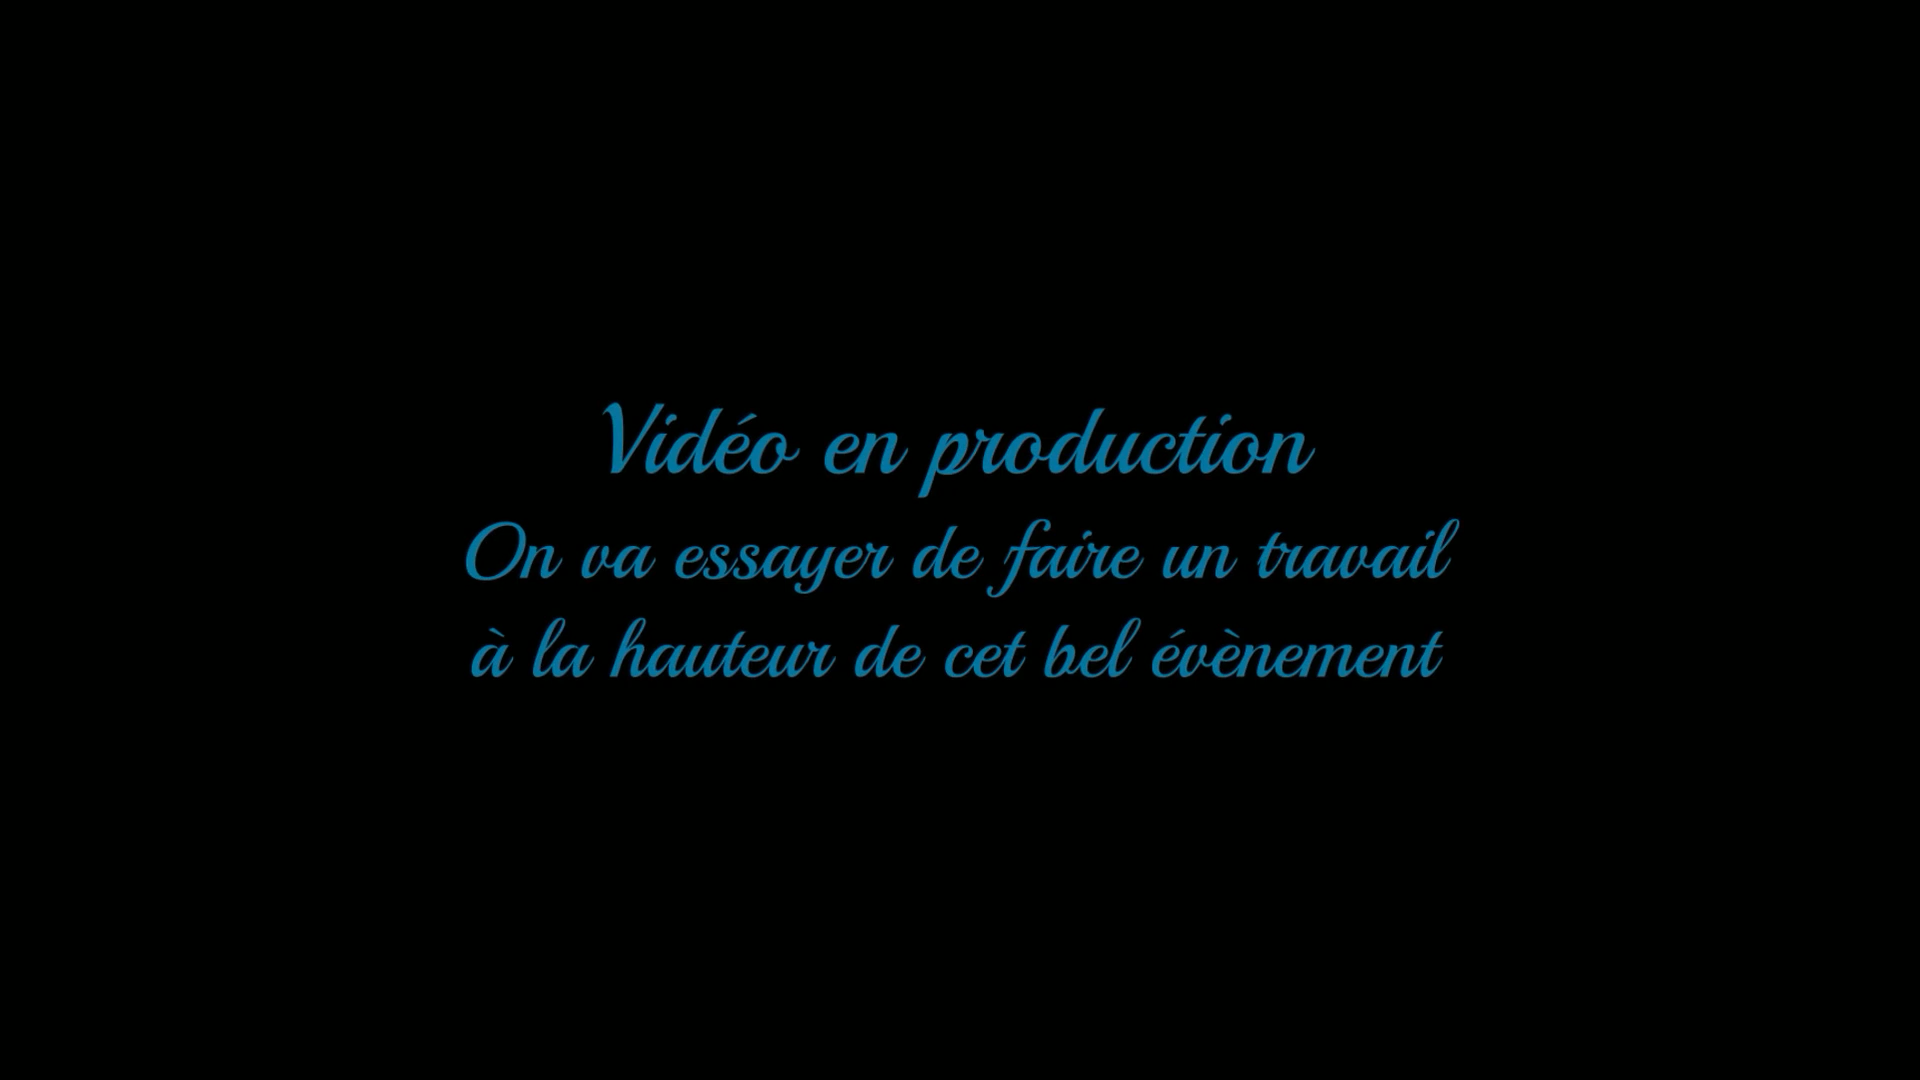 Vidéo en production
On va essayer de faire un travail
à la hauteur de cet bel évènement